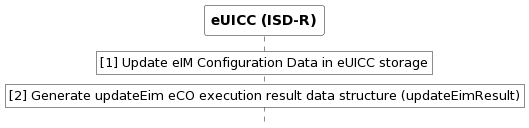 eUICC (ISD-R)
[1] Update eIM Configuration Data in eUICC storage
[2] Generate updateEim eCO execution result data structure (updateEimResult)